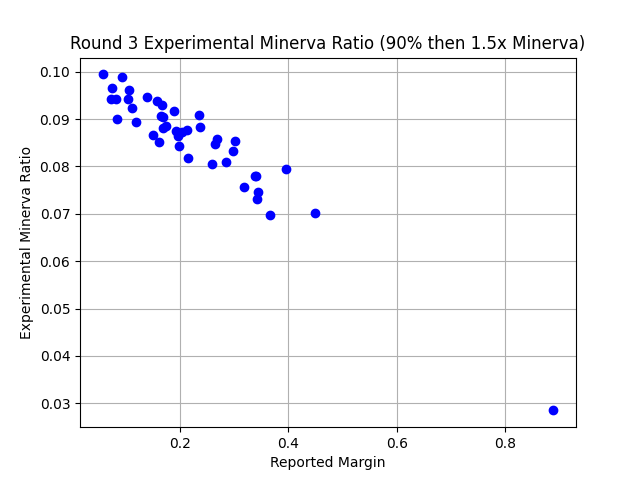 Round 3 Experimental Minerva Ratio (90% then 1.5x Minerva)
0.10
0.09
0.08
0.07
0.06
0.05
0.04
0.03
Experimental Minerva Ratio
0.2 0.4 0.6 0.8
Reported Margin